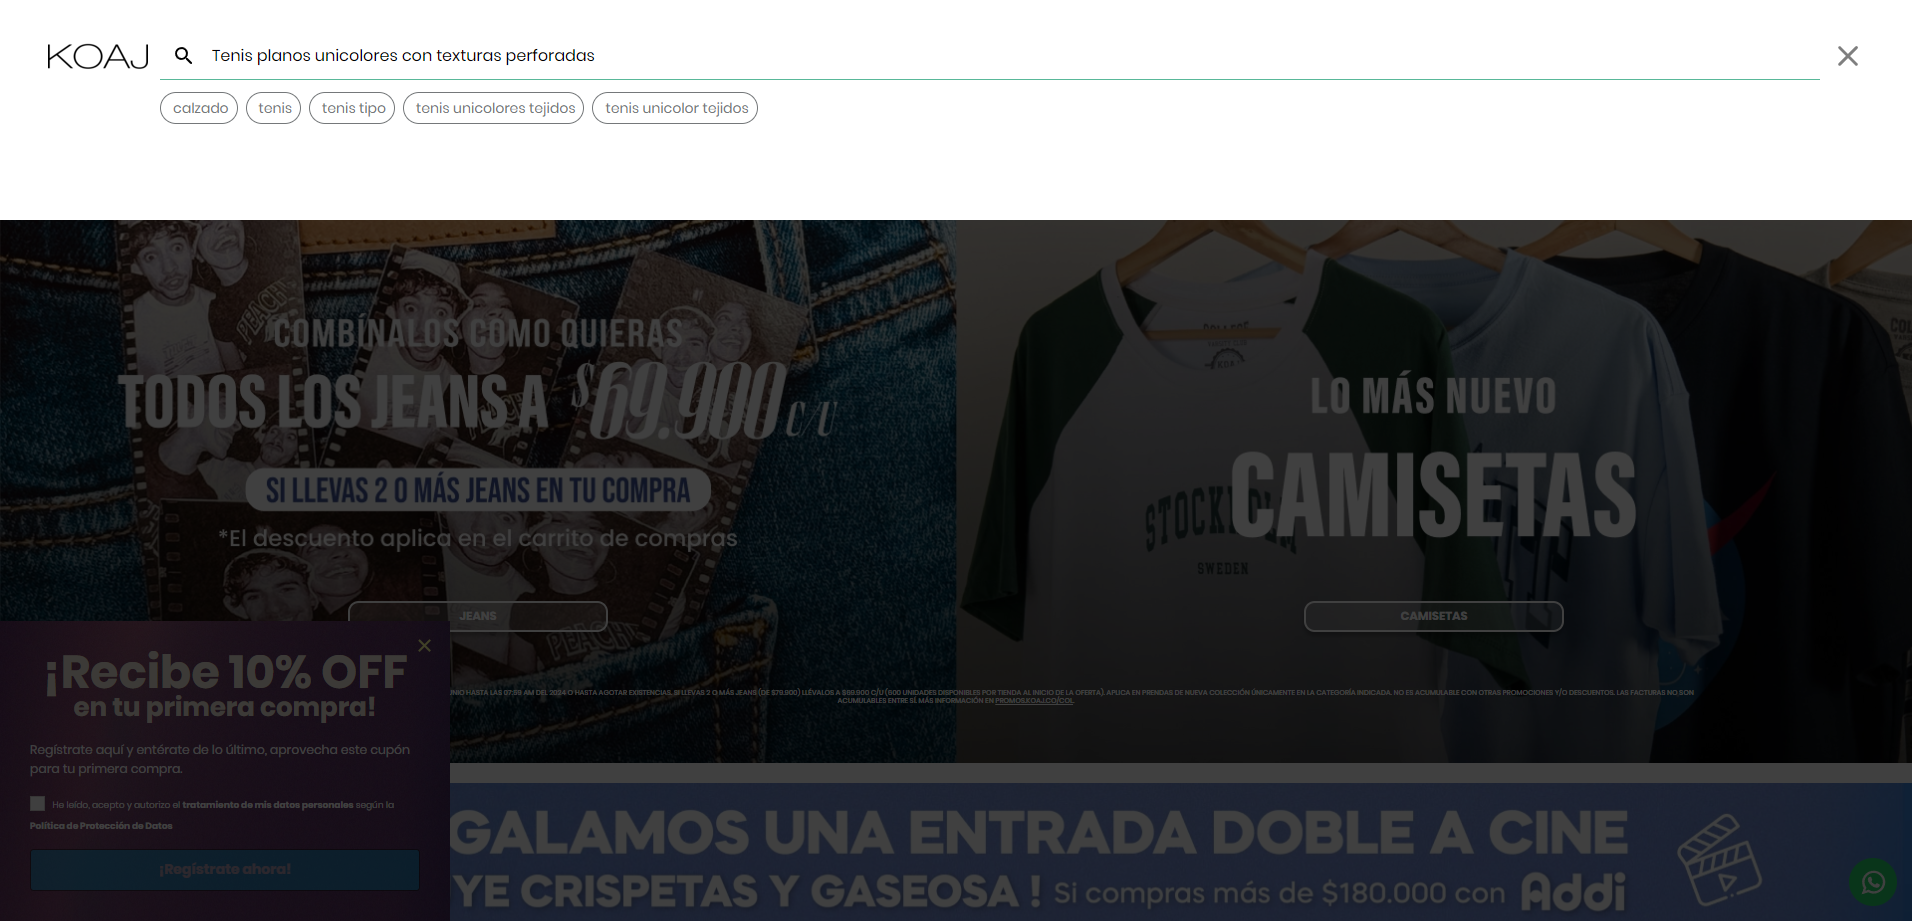 KOAJ
Tenis planos unicolores con texturas perforadas
calzado
tenis
tenis tipo
tenis unicolores tejidos
tenis unicolor tejidos
COMBÍNALOS COMO QUIERAS
TODOS LOS JEANS A $69.900 C/U
SI LLEVAS 2 O MÁS JEANS EN TU COMPRA
*El descuento aplica en el carrito de compras
JEANS
PEACH
PEACH
LO MÁS NUEVO
CAMISETAS
STOCKHOLM
SWEDEN
COLLEGE
KOAJ
CAMISETAS
UNIO HASTA LAS 07:59 AM DEL 2024 O HASTA AGOTAR EXISTENCIAS. SI LLEVAS 2 O MÁS JEANS (DE $79.900) LLÉVALOS A $69.900 C/U (600 UNIDADES DISPONIBLES POR TIENDA AL INICIO DE LA OFERTA). APLICA EN PRENDAS DE NUEVA COLECCIÓN ÚNICAMENTE EN LA CATEGORÍA INDICADA. NO ES ACUMULABLE CON OTRAS PROMOCIONES Y/O DESCUENTOS. LAS FACTURAS NO SON
ACUMULABLES ENTRE SÍ. MÁS INFORMACIÓN EN PROMOS.KOAJ.CO/COL.
¡Recibe 10% OFF
en tu primera compra!
Regístrate aquí y entérate de lo último, aprovecha este cupón
para tu primera compra.
He leído, acepto y autorizo el tratamiento de mis datos personales según la
Política de Protección de Datos
¡Regístrate ahora!
GALAMOS UNA ENTRADA DOBLE A CINE
YE CRISPETAS Y GASEOSA ! Si compras más de $180.000 con Addi